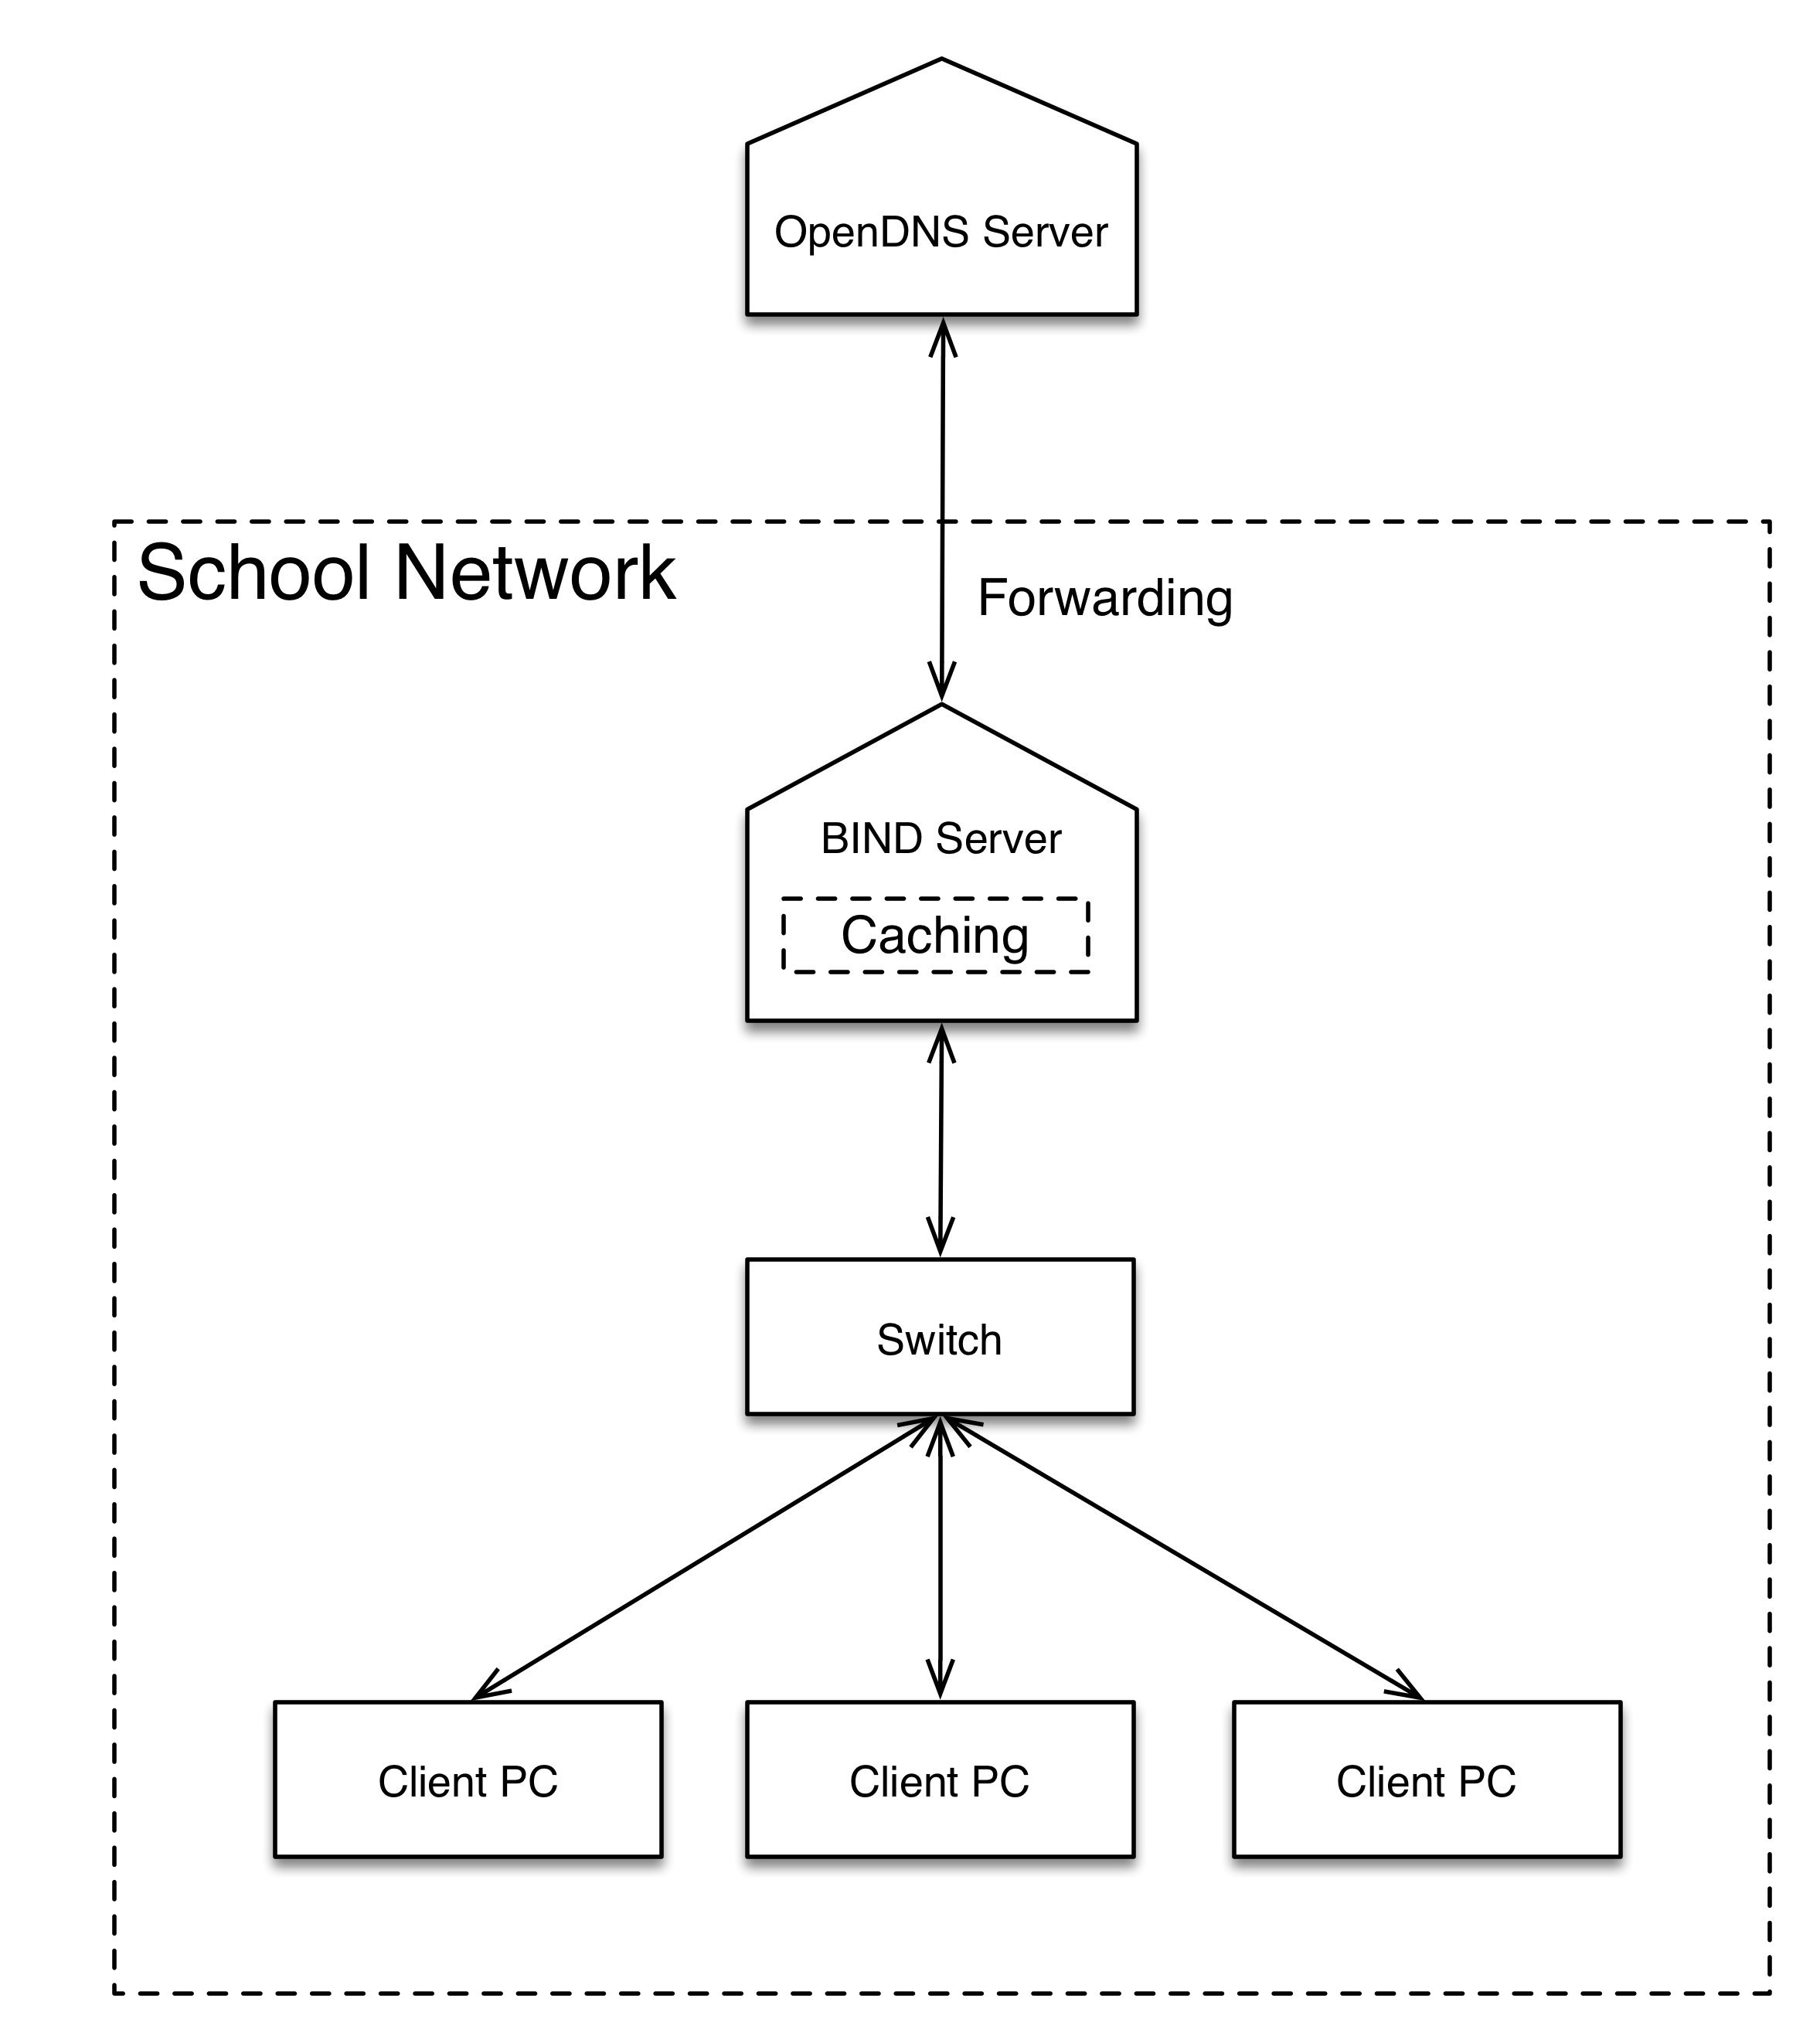 OpenDNS Server
School Network
Forwarding
BIND Server
Caching
Switch
Client PC
Client PC
Client PC